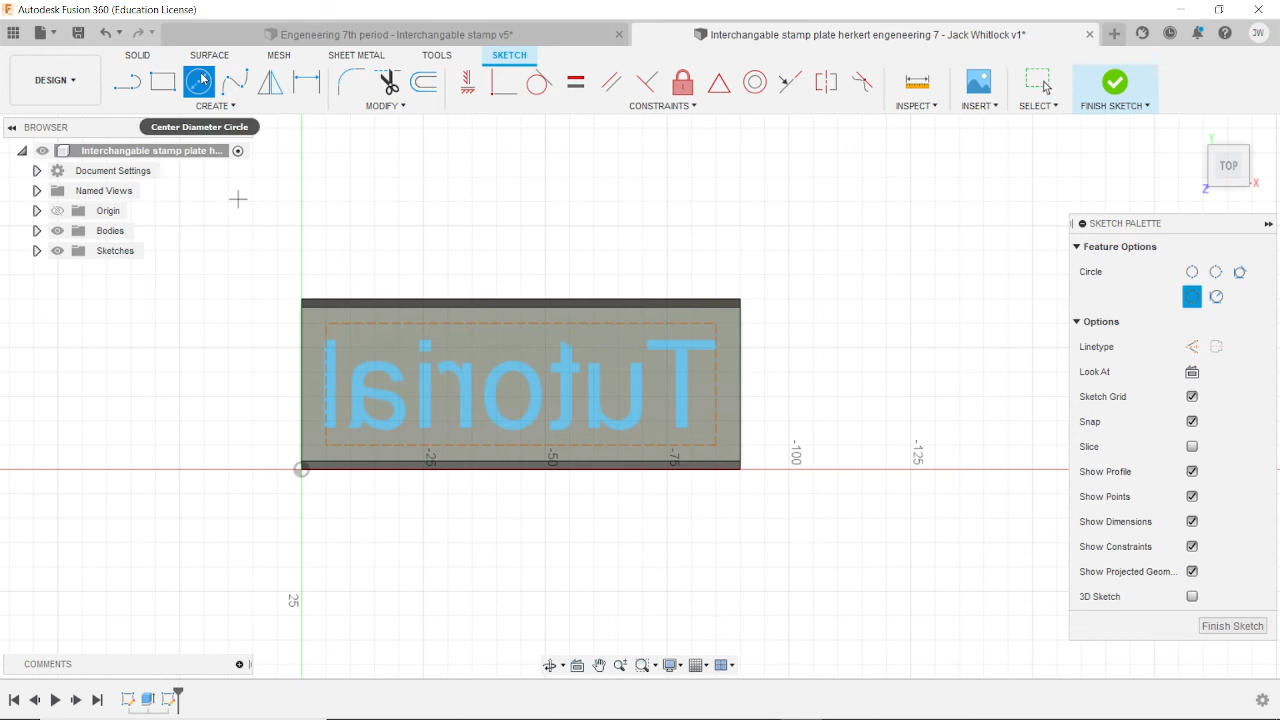 Autodesk Fusion 360 (Education License)
Engeneering 7th period - Interchangable stamp v5*
Interchangable stamp plate herkert engeneering 7 - Jack Whitlock v1*
JW
SOLID
SURFACE
MESH
SHEET METAL
TOOLS
SKETCH
DESIGN
CREATE
MODIFY
CONSTRAINTS
INSPECT
INSERT
SELECT
FINISH SKETCH
BROWSER
Center Diameter Circle
Interchangable stamp plate h...
Document Settings
Named Views
Origin
Bodies
Sketches
TOP
Y
X
Z
Tutorial
-25
-50
-75
-100
-125
25
SKETCH PALETTE
Feature Options
Circle
Options
Linetype
Look At
Sketch Grid
Snap
Slice
Show Profile
Show Points
Show Dimensions
Show Constraints
Show Projected Geom...
3D Sketch
Finish Sketch
COMMENTS